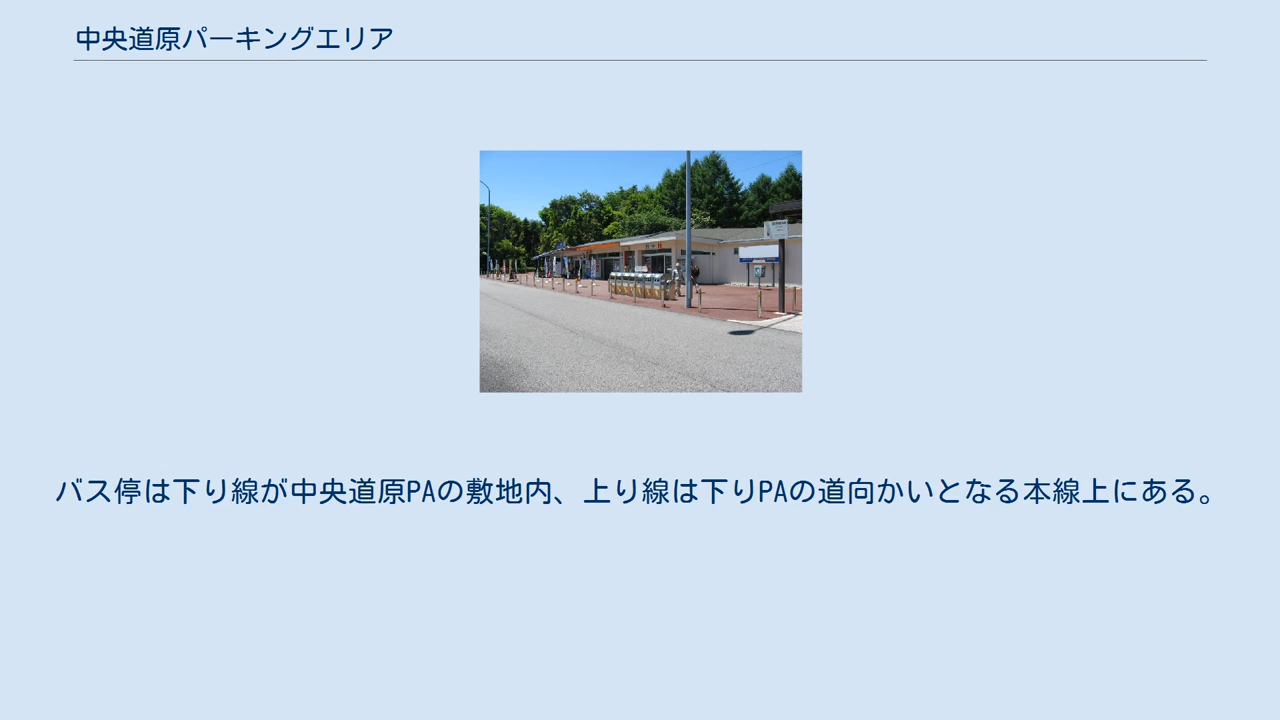 中央道原パーキングエリア
バス停は下り線が中央道原PAの敷地内、上り線は下りPAの道向かいとなる本線上にある。